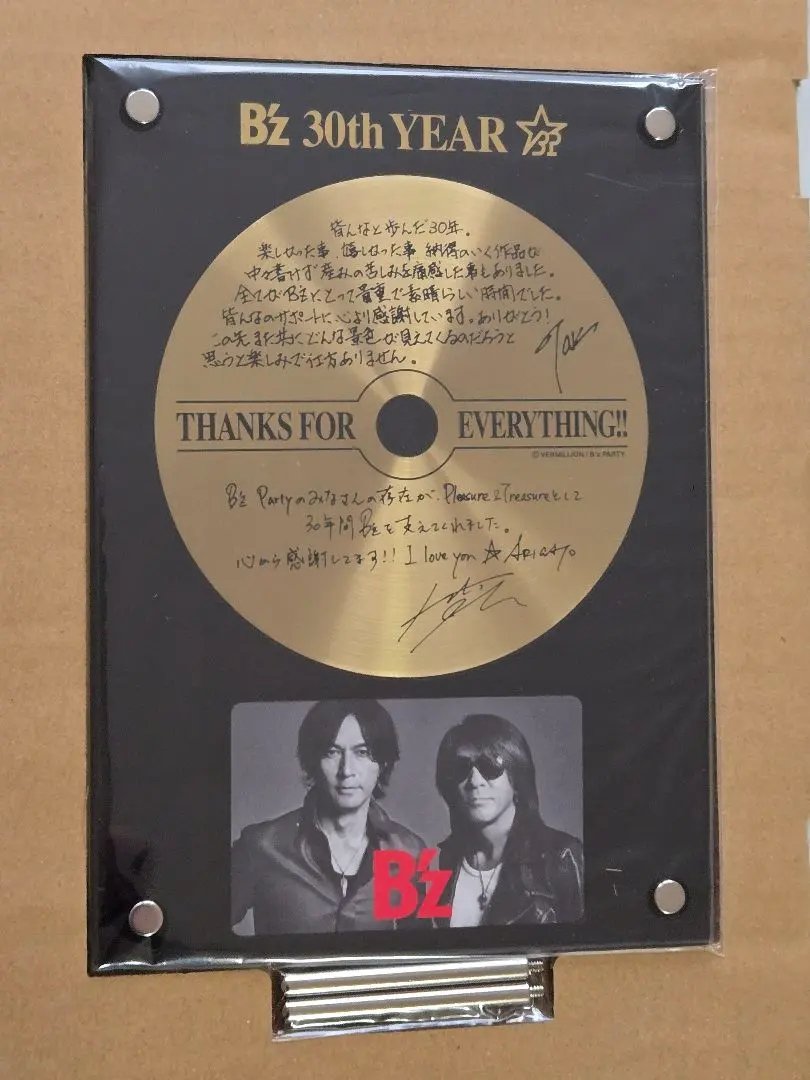 B'z 30th YEAR
皆んなと歩んだ30年。
楽しかった事、嬉しかった事、納得のいく作品が
中々書けず産みの苦しみを痛感した事もありました。
全てがB'zにとって貴重で素晴らしい時間でした。
皆んなのサポートに心より感謝しています。ありがとう!
この先また共にどんな景色が見えてくるのだろうと
思うと楽しみで仕方ありません。
Tak
THANKS FOR EVERYTHING!!
© VERMILLION / B'z PARTY
B'z Partyのみなさんの存在が、Pleasure & Treasureとして
30年間B'zを支えてくれました。
心から感謝してます!! I love you ☆ ARIGATO
B'z